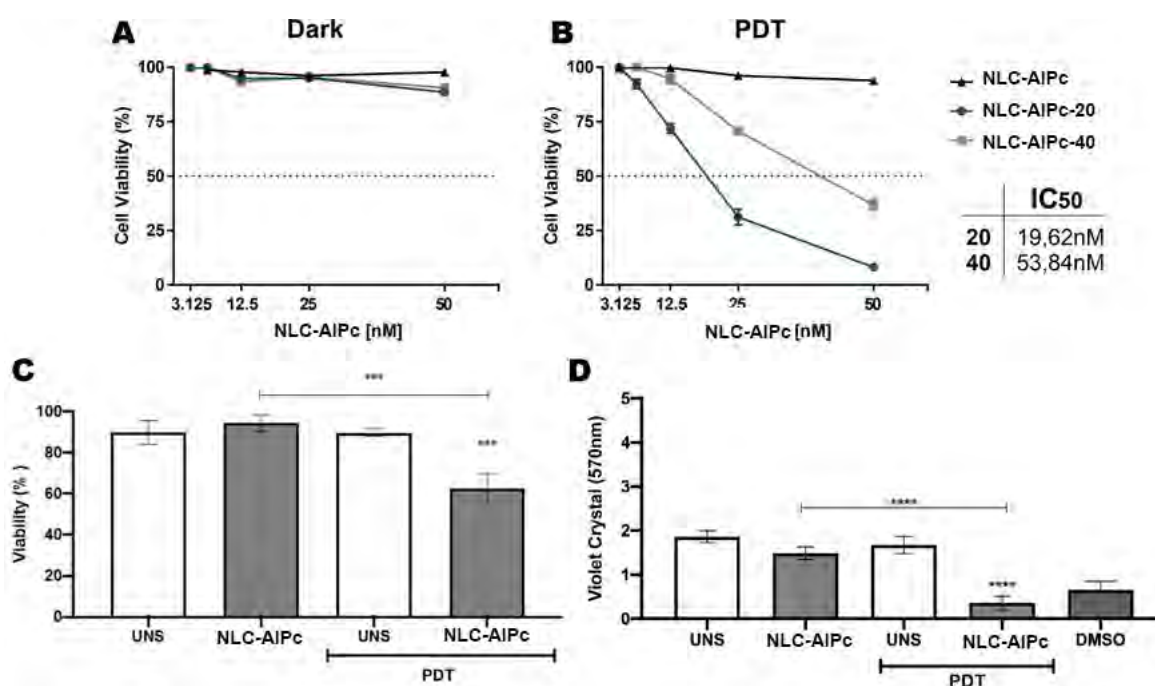 A
Dark
Cell Viability (%)
100
75
50
25
0
3.125
12.5
25
50
NLC-AlPc [nM]
B
PDT
Cell Viability (%)
100
75
50
25
0
3.125
12.5
25
50
NLC-AlPc [nM]
NLC-AlPc
NLC-AlPc-20
NLC-AlPc-40
IC50
20 19,62nM
40 53,84nM
C
***
***
Viability (%)
100
80
60
40
20
0
UNS
NLC-AlPc
UNS
NLC-AlPc
PDT
D
****
****
Violet Crystal (570nm)
5
4
3
2
1
0
UNS
NLC-AlPc
UNS
NLC-AlPc
DMSO
PDT